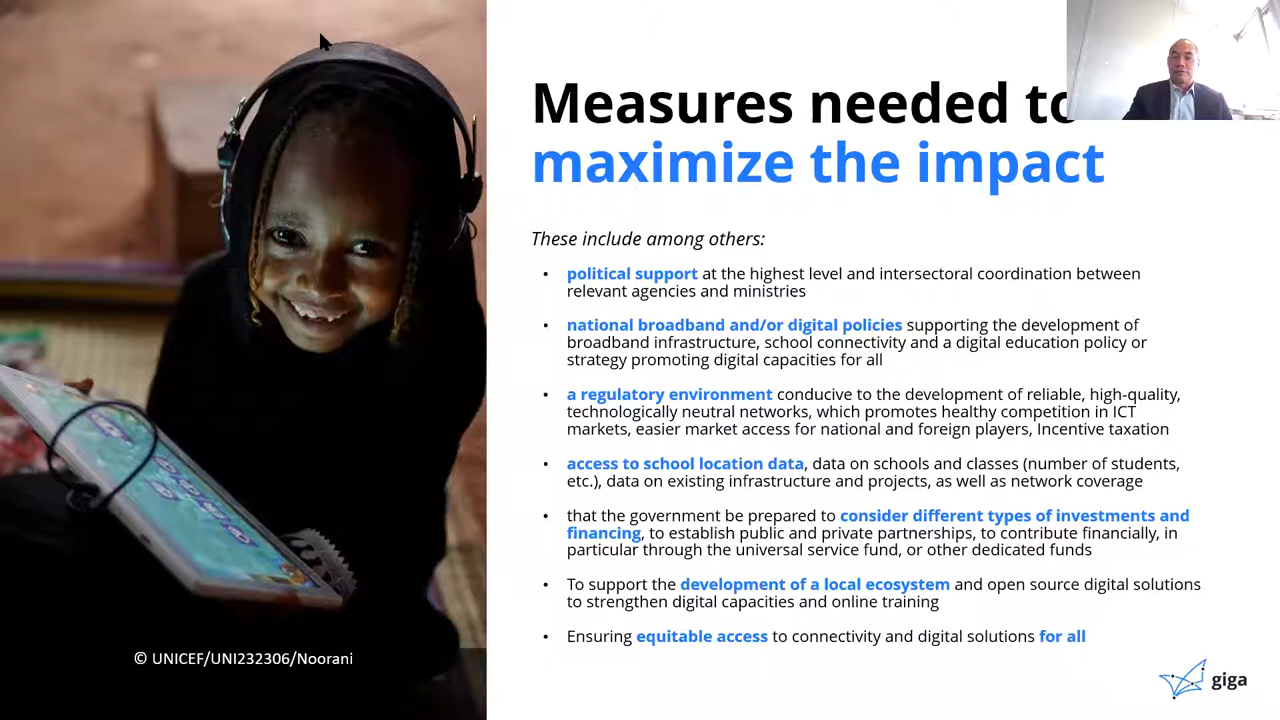 Measures needed to
maximize the impact
These include among others:
• political support at the highest level and intersectoral coordination between
relevant agencies and ministries
• national broadband and/or digital policies supporting the development of
broadband infrastructure, school connectivity and a digital education policy or
strategy promoting digital capacities for all
• a regulatory environment conducive to the development of reliable, high-quality,
technologically neutral networks, which promotes healthy competition in ICT
markets, easier market access for national and foreign players, Incentive taxation
• access to school location data, data on schools and classes (number of students,
etc.), data on existing infrastructure and projects, as well as network coverage
• that the government be prepared to consider different types of investments and
financing, to establish public and private partnerships, to contribute financially, in
particular through the universal service fund, or other dedicated funds
• To support the development of a local ecosystem and open source digital solutions
to strengthen digital capacities and online training
• Ensuring equitable access to connectivity and digital solutions for all
© UNICEF/UNI232306/Noorani
giga